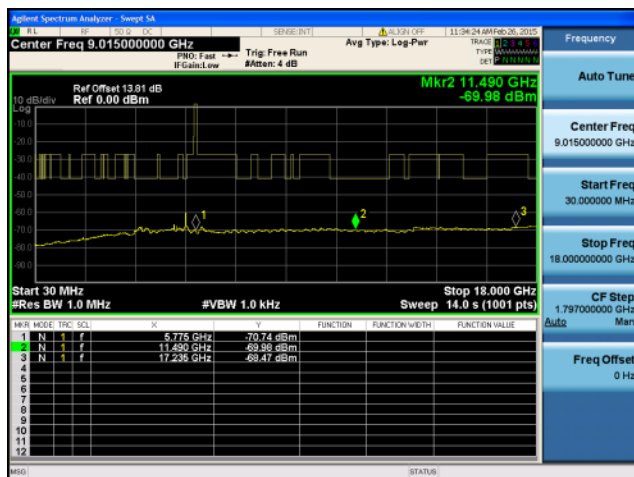 Agilent Spectrum Analyzer - Swept SA
RL RF 50 Ω DC SENSE:INT ALIGN OFF 11:34:24 AM Feb 26, 2015
Center Freq 9.015000000 GHz
PNO: Fast
IFGain:Low
Trig: Free Run
#Atten: 4 dB
Avg Type: Log-Pwr
TRACE 1 2 3 4 5 6
TYPE
DET P N N N N N
Ref Offset 13.81 dB
Ref 0.00 dBm
10 dB/div
Log
Mkr2 11.490 GHz
-69.98 dBm
-10.0
-20.0
-30.0
-40.0
-50.0
-60.0
-70.0
-80.0
-90.0
1
2
3
Start 30 MHz
Stop 18.000 GHz
#Res BW 1.0 MHz
#VBW 1.0 kHz
Sweep 14.0 s (1001 pts)
MKR MODE TRC SCL X Y FUNCTION FUNCTION WIDTH FUNCTION VALUE
1 N 1 f 5.775 GHz -70.74 dBm
2 N 1 f 11.490 GHz -69.98 dBm
3 N 1 f 17.235 GHz -68.47 dBm
4
5
6
7
8
9
10
11
12
MSG STATUS
Frequency
Auto Tune
Center Freq
9.015000000 GHz
Start Freq
30.000000 MHz
Stop Freq
18.000000000 GHz
CF Step
1.797000000 GHz
Auto Man
Freq Offset
0 Hz